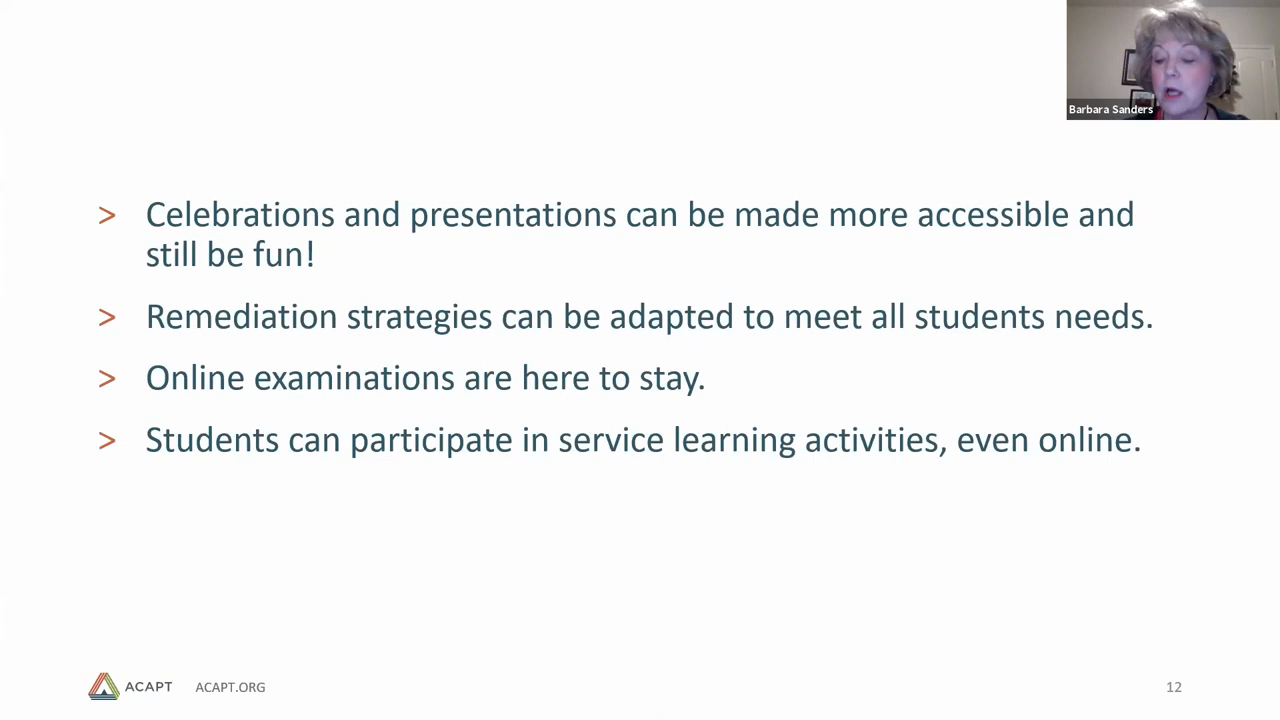 Barbara Sanders
> Celebrations and presentations can be made more accessible and
still be fun!
> Remediation strategies can be adapted to meet all students needs.
> Online examinations are here to stay.
> Students can participate in service learning activities, even online.
ACAPT ACAPT.ORG 12